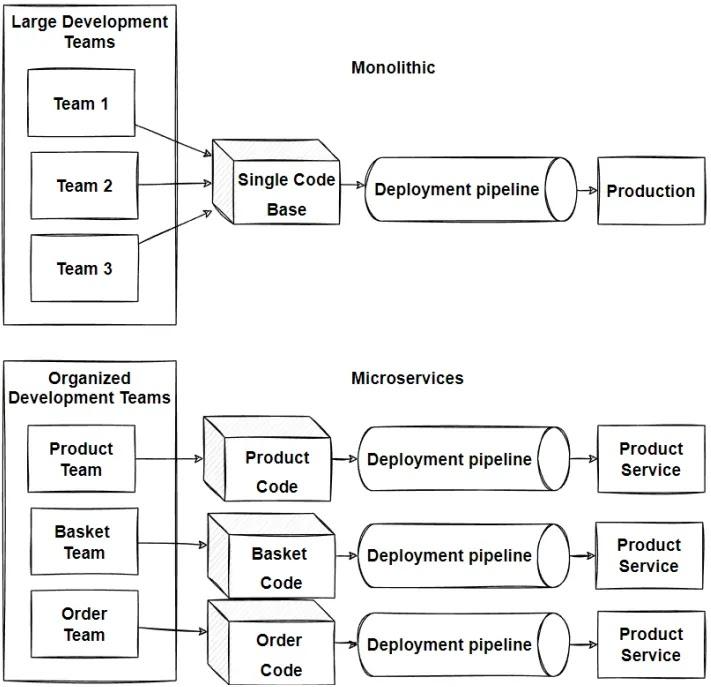 Large Development
Teams
Monolithic
Team 1
Team 2
Team 3
Single Code
Base
Deployment pipeline
Production
Organized
Development Teams
Microservices
Product
Team
Product
Code
Deployment pipeline
Product
Service
Basket
Team
Basket
Code
Deployment pipeline
Product
Service
Order
Team
Order
Code
Deployment pipeline
Product
Service